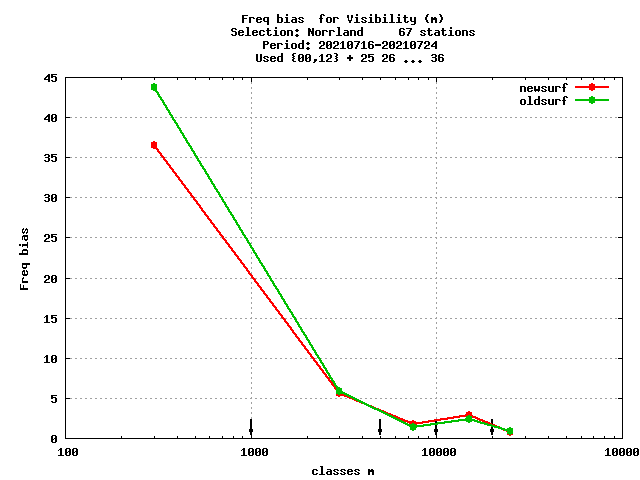 Freq bias  for Visibility (m)
Selection: Norrland     67 stations
Period: 20210716-20210724
Used {00,12} + 25 26 ... 36
newsurf
oldsurf
45
40
35
30
25
20
15
10
5
0
Freq bias
100
1000
10000
10000
classes m